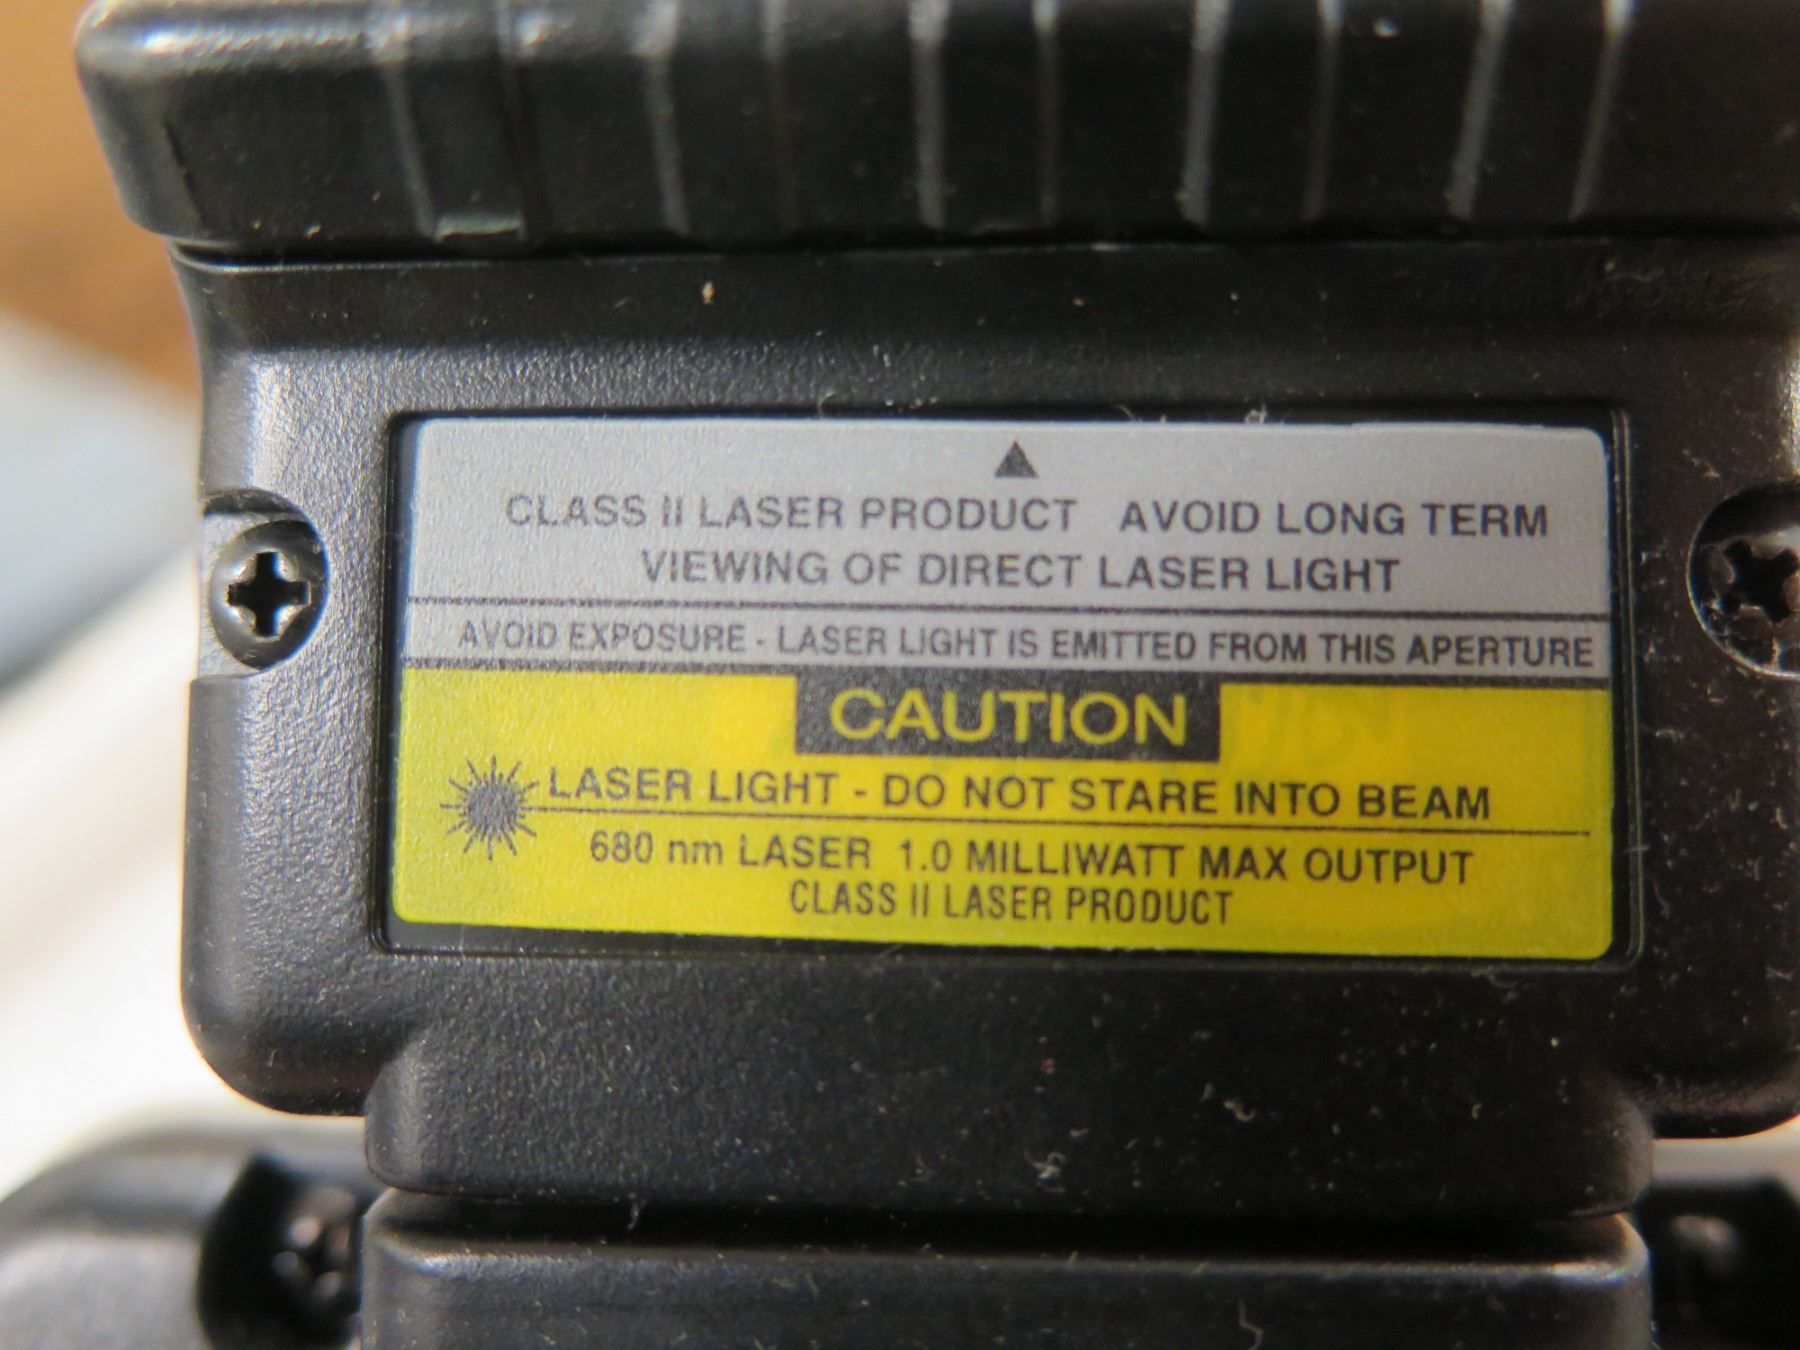 CLASS II LASER PRODUCT AVOID LONG TERM
VIEWING OF DIRECT LASER LIGHT
AVOID EXPOSURE - LASER LIGHT IS EMITTED FROM THIS APERTURE
CAUTION
LASER LIGHT - DO NOT STARE INTO BEAM
680 nm LASER 1.0 MILLIWATT MAX OUTPUT
CLASS II LASER PRODUCT